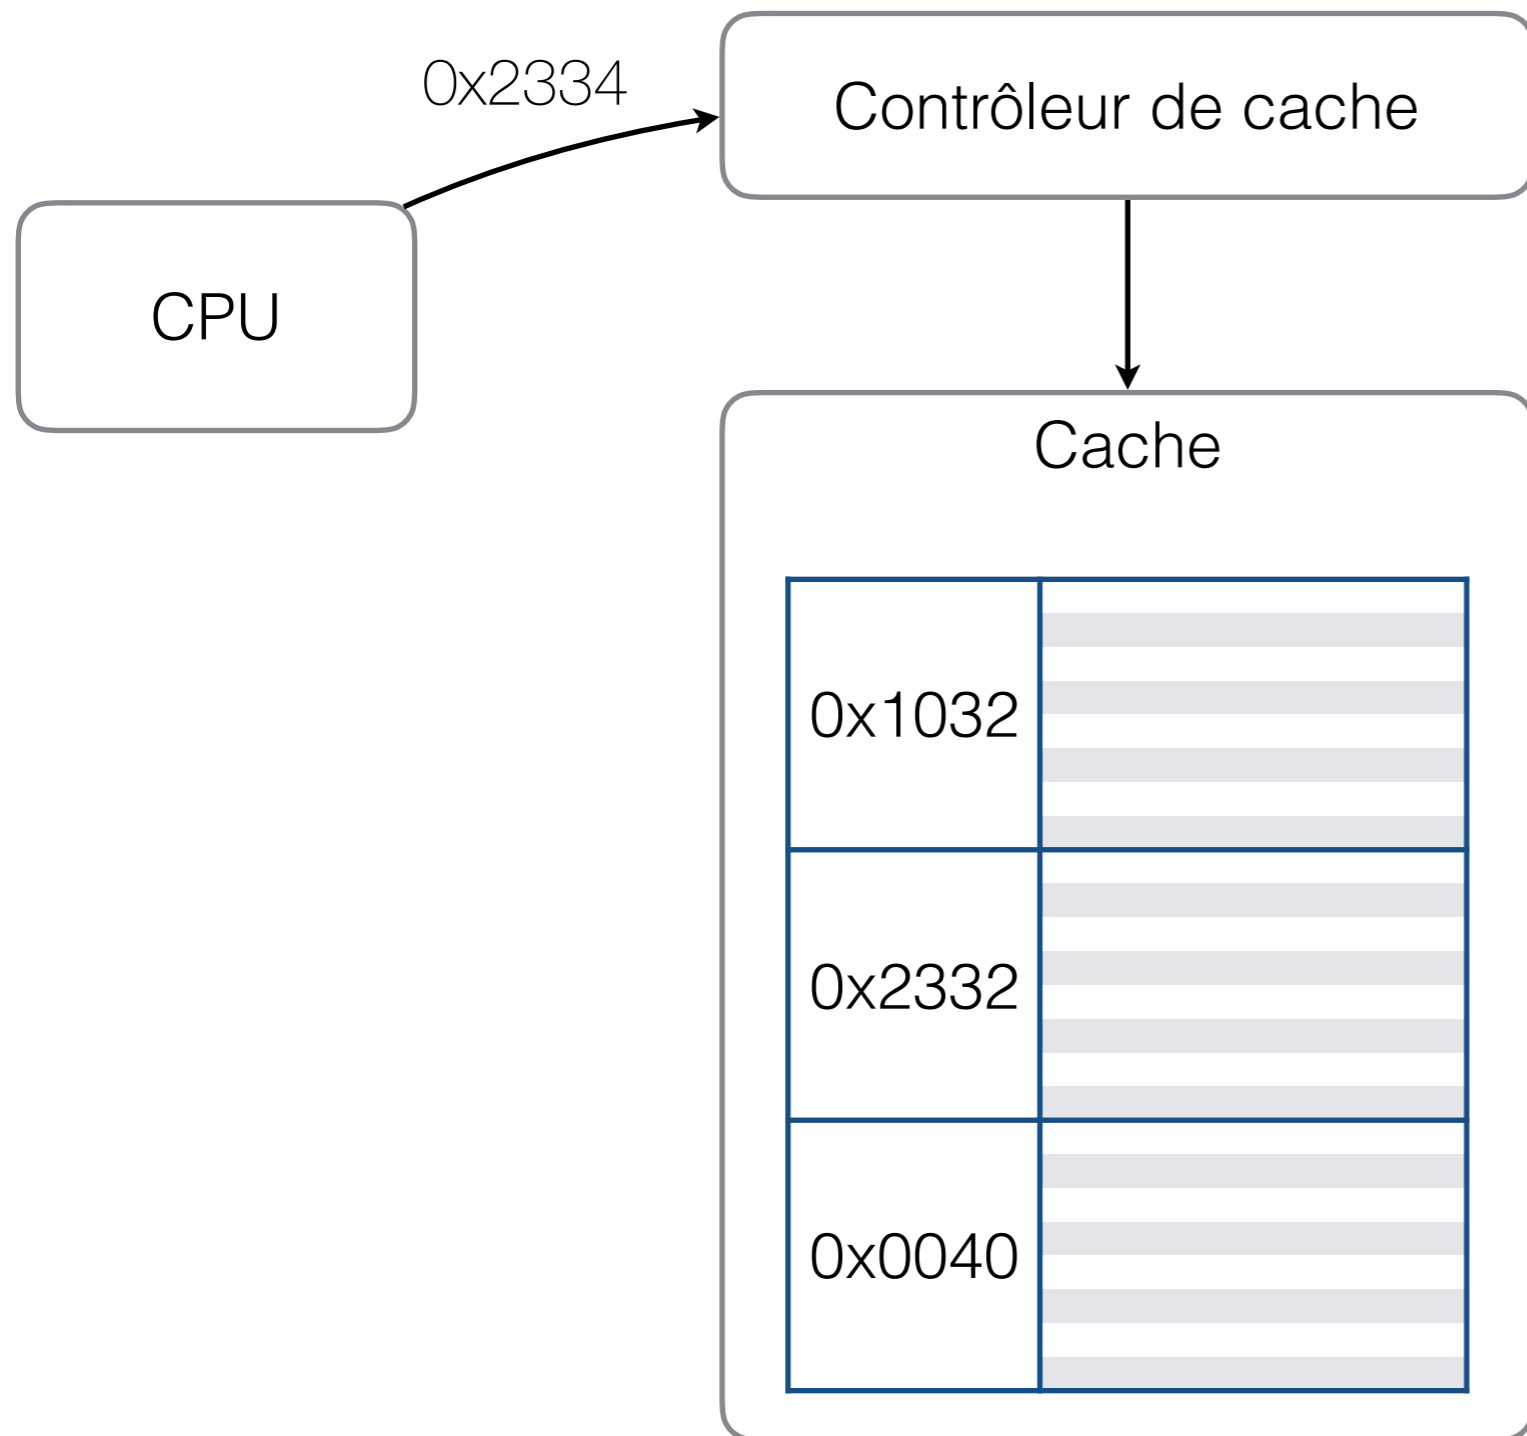 0x2334
Contrôleur de cache
CPU
Cache
0x1032
0x2332
0x0040